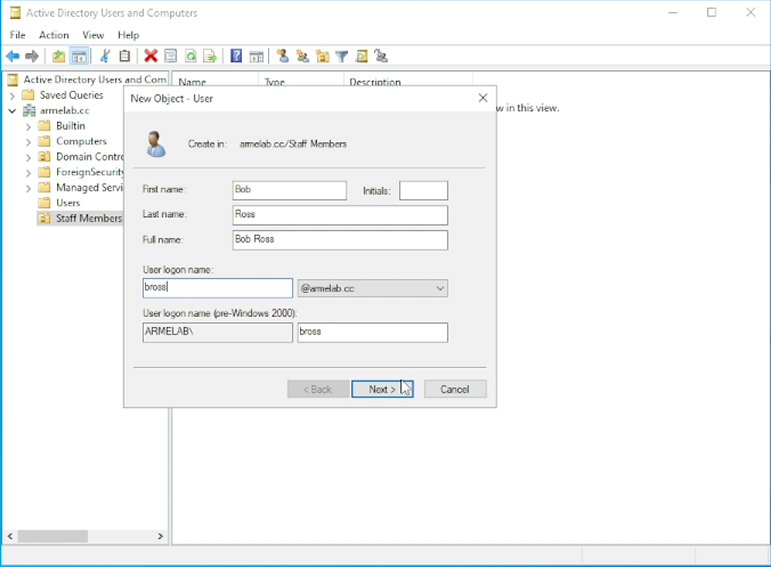 Active Directory Users and Computers
File Action View Help
Active Directory Users and Com
Name Type Description
Saved Queries
armelab.cc
w in this view.
Builtin
Computers
Domain Contro
ForeignSecurity
Managed Servi
Users
Staff Members
New Object - User
Create in: armelab.cc/Staff Members
First name: Bob Initials:
Last name: Ross
Full name: Bob Ross
User logon name:
bross @armelab.cc
User logon name (pre-Windows 2000):
ARMELAB\ bross
< Back Next > Cancel